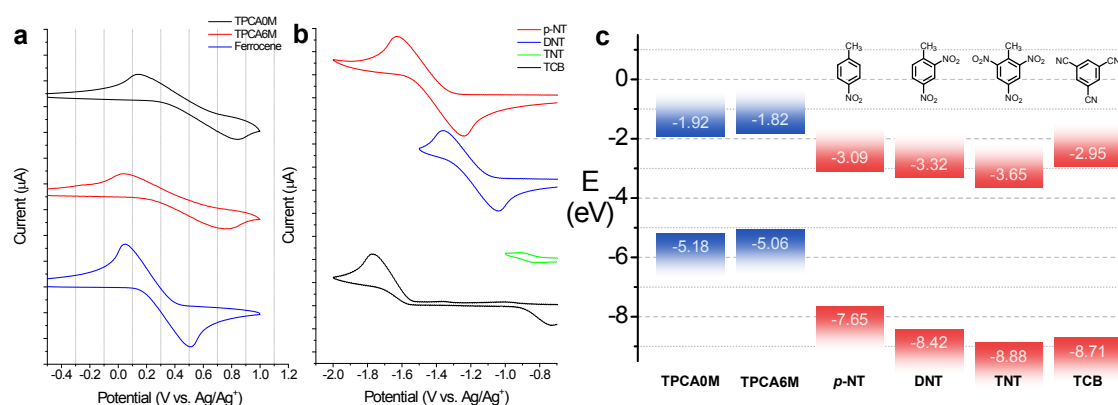 a
TPCA0M
TPCA6M
Ferrocene
Current (µA)
-0.4 -0.2 0.0 0.2 0.4 0.6 0.8 1.0 1.2
Potential (V vs. Ag/Ag⁺)
b
p-NT
DNT
TNT
TCB
Current (µA)
-2.0 -1.8 -1.6 -1.4 -1.2 -1.0 -0.8
Potential (V vs. Ag/Ag⁺)
c
E
(eV)
0
-2
-4
-6
-8
CH₃
NO₂
CH₃
NO₂
NO₂
CH₃
O₂N NO₂
NO₂
NC CN
CN
-1.92 -1.82 -3.09 -3.32 -3.65 -2.95
-5.18 -5.06 -7.65 -8.42 -8.88 -8.71
TPCA0M TPCA6M p-NT DNT TNT TCB